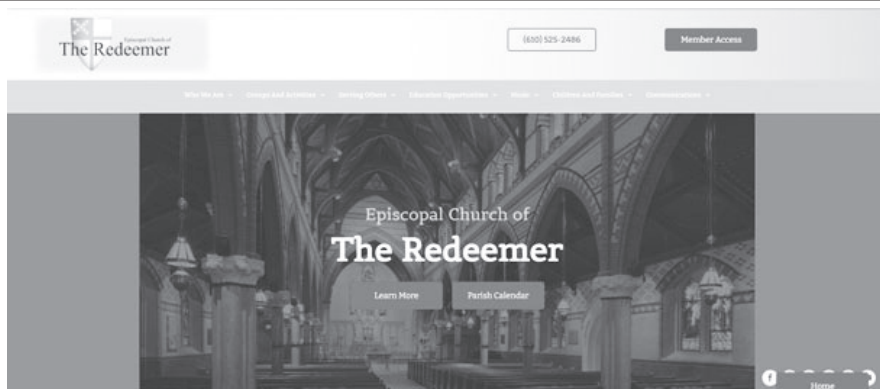 Episcopal Church of
The Redeemer
(610) 525-2486
Member Access
Who We Are
Groups And Activities
Serving Others
Education Opportunities
Music
Children And Families
Communications
Episcopal Church of
The Redeemer
Learn More
Parish Calendar
f
Home